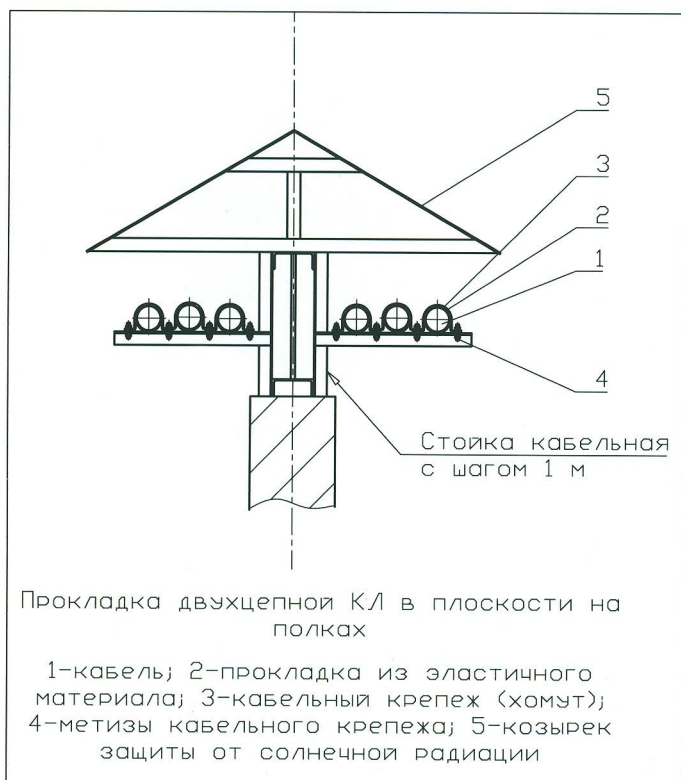 5
3
2
1
4
Стойка кабельная
с шагом 1 м
Прокладка двухцепной КЛ в плоскости на
полках
1-кабель; 2-прокладка из эластичного
материала; 3-кабельный крепеж (хомут);
4-метизы кабельного крепежа; 5-козырек
защиты от солнечной радиации